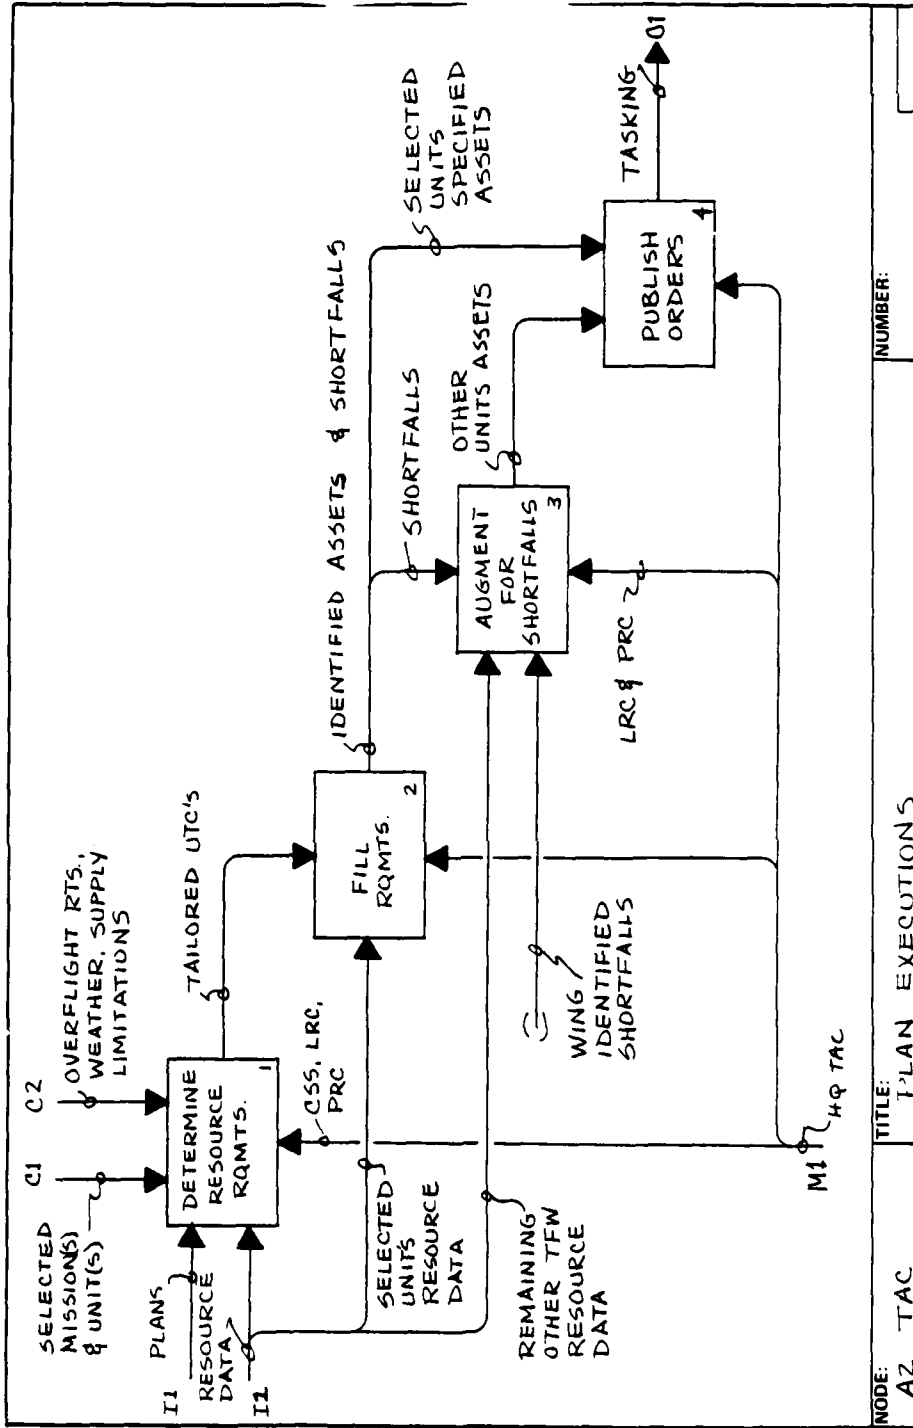 C1
C2
SELECTED
MISSION(S)
& UNIT(S)
OVERFLIGHT RTS.,
WEATHER, SUPPLY
LIMITATIONS
I1
PLANS
RESOURCE
DATA
I2
DETERMINE
RESOURCE
RQMTS.
1
TAILORED UTC'S
CSS, LRC,
PRC
SELECTED
UNITS
RESOURCE
DATA
FILL
RQMTS.
2
IDENTIFIED ASSETS & SHORTFALLS
REMAINING
OTHER TFW
RESOURCE
DATA
WING
IDENTIFIED
SHORTFALLS
SHORTFALLS
AUGMENT
FOR
SHORTFALLS
3
LRC & PRC
OTHER
UNITS ASSETS
SELECTED
UNITS
SPECIFIED
ASSETS
PUBLISH
ORDERS
4
TASKING
O1
M1
HQ TAC
NODE:
A2 TAC
TITLE:
PLAN EXECUTIONS
NUMBER: